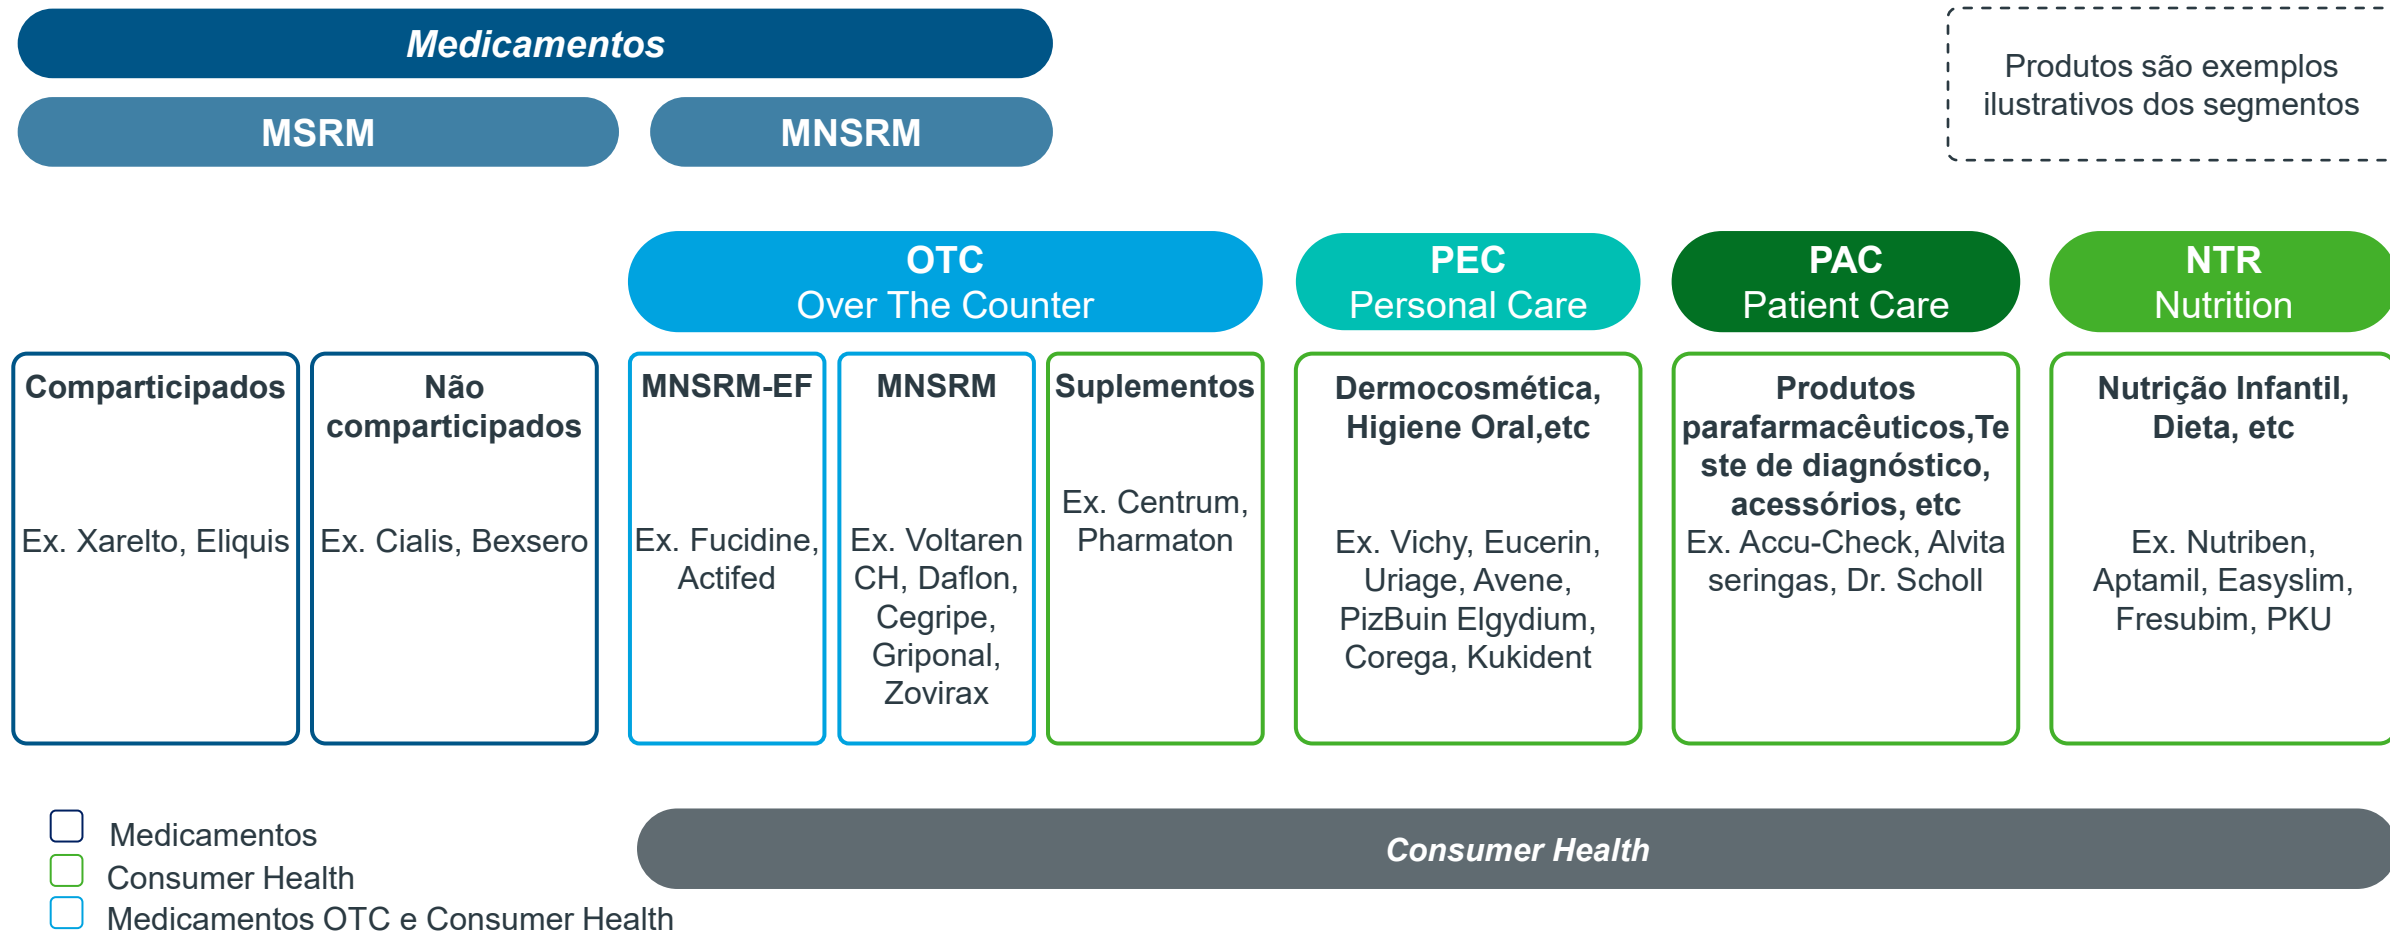 Medicamentos
Produtos são exemplos
ilustrativos dos segmentos
MSRM
MNSRM
OTC
Over The Counter
PEC
Personal Care
PAC
Patient Care
NTR
Nutrition
Comparticipados
Ex. Xarelto, Eliquis
Não
comparticipados
Ex. Cialis, Bexsero
MNSRM-EF
Ex. Fucidine,
Actifed
MNSRM
Ex. Voltaren
CH, Daflon,
Cegripe,
Griponal,
Zovirax
Suplementos
Ex. Centrum,
Pharmaton
Dermocosmética,
Higiene Oral,etc
Ex. Vichy, Eucerin,
Uriage, Avene,
PizBuin Elgydium,
Corega, Kukident
Produtos
parafarmacêuticos,Te
ste de diagnóstico,
acessórios, etc
Ex. Accu-Check, Alvita
seringas, Dr. Scholl
Nutrição Infantil,
Dieta, etc
Ex. Nutriben,
Aptamil, Easyslim,
Fresubim, PKU
Medicamentos
Consumer Health
Medicamentos OTC e Consumer Health
Consumer Health